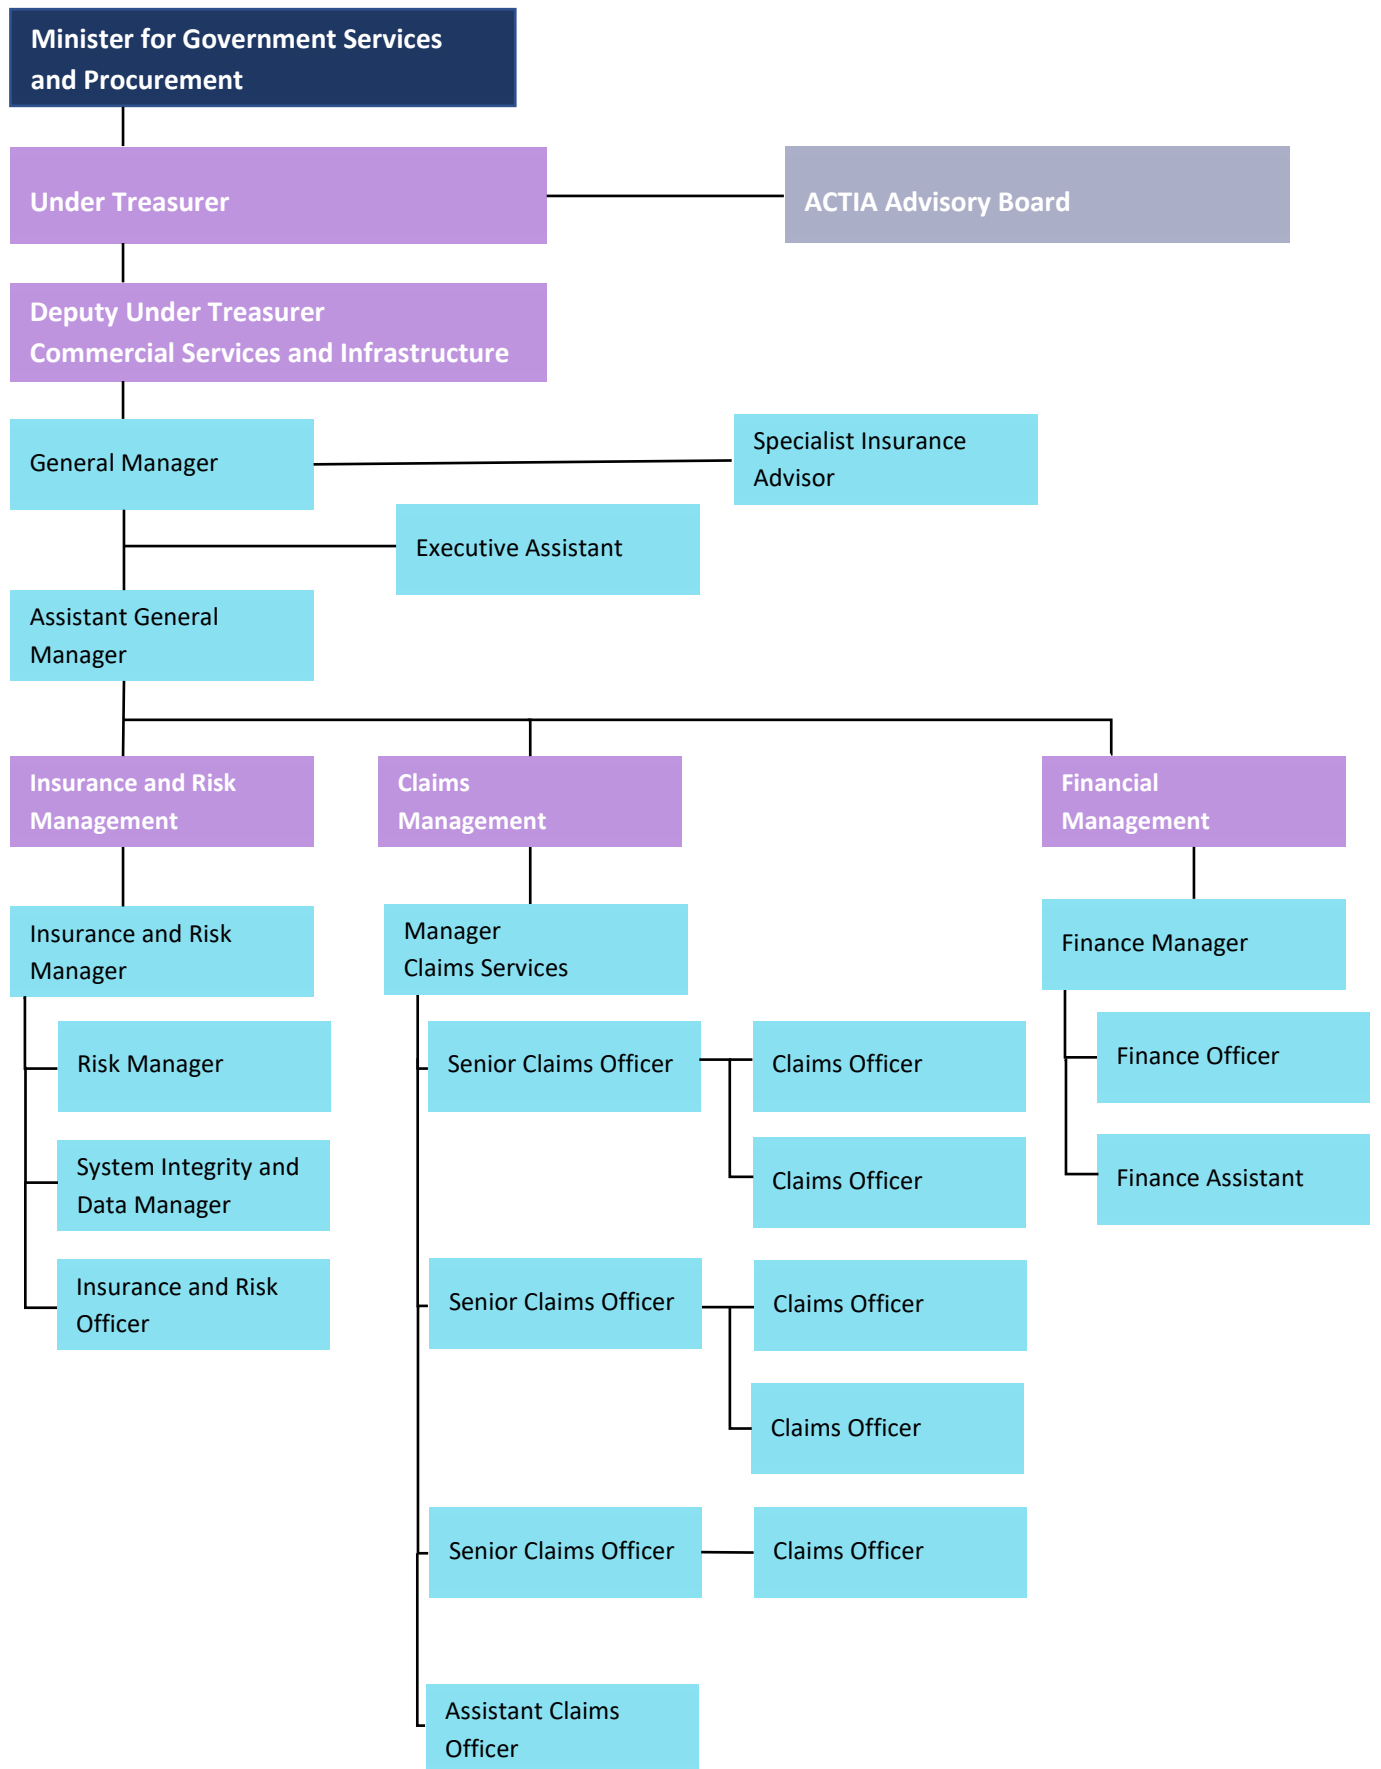 Minister for Government Services
and Procurement
Under Treasurer
ACTIA Advisory Board
Deputy Under Treasurer
Commercial Services and Infrastructure
General Manager
Specialist Insurance
Advisor
Executive Assistant
Assistant General
Manager
Insurance and Risk
Management
Claims
Management
Financial
Management
Insurance and Risk
Manager
Manager
Claims Services
Finance Manager
Risk Manager
Senior Claims Officer
Claims Officer
Finance Officer
System Integrity and
Data Manager
Claims Officer
Finance Assistant
Insurance and Risk
Officer
Senior Claims Officer
Claims Officer
Claims Officer
Senior Claims Officer
Claims Officer
Assistant Claims
Officer